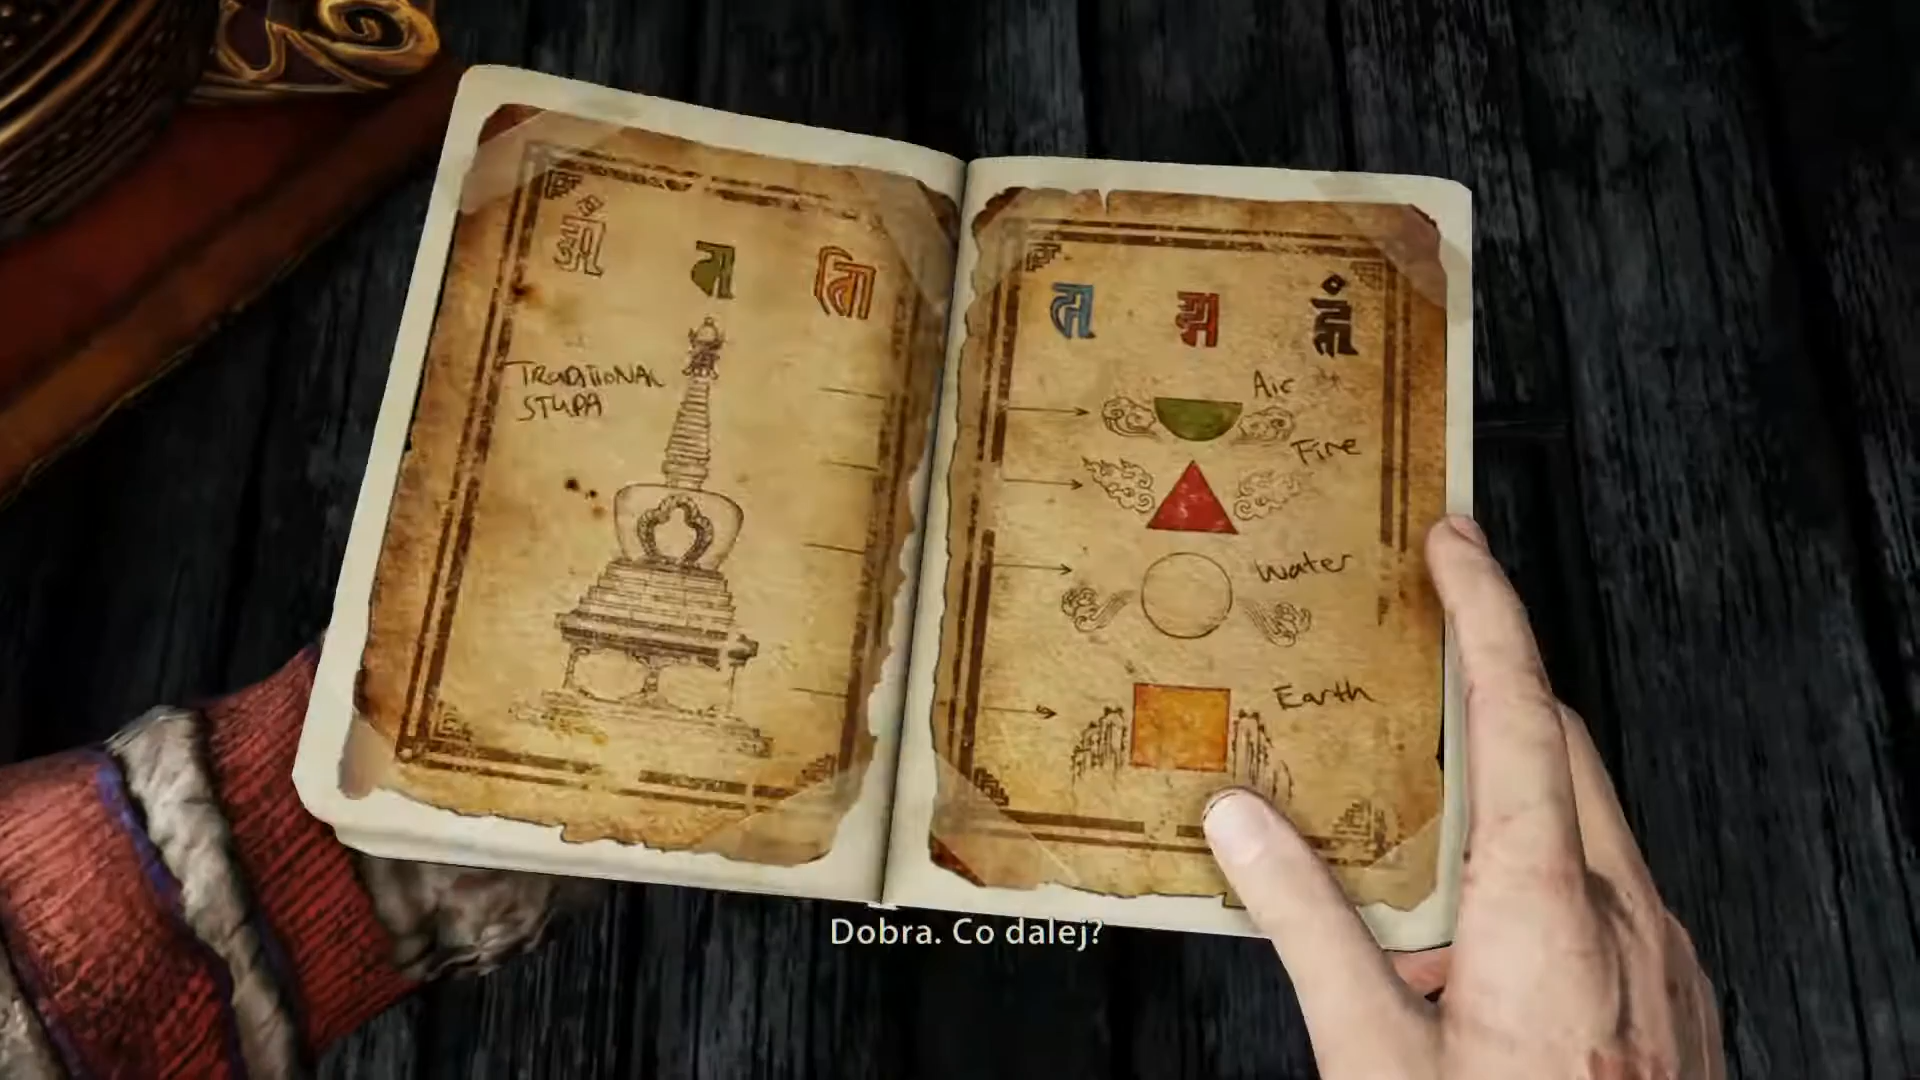 TRADITIONAL
STUPA
Air
Fire
Water
Earth
Dobra. Co dalej?